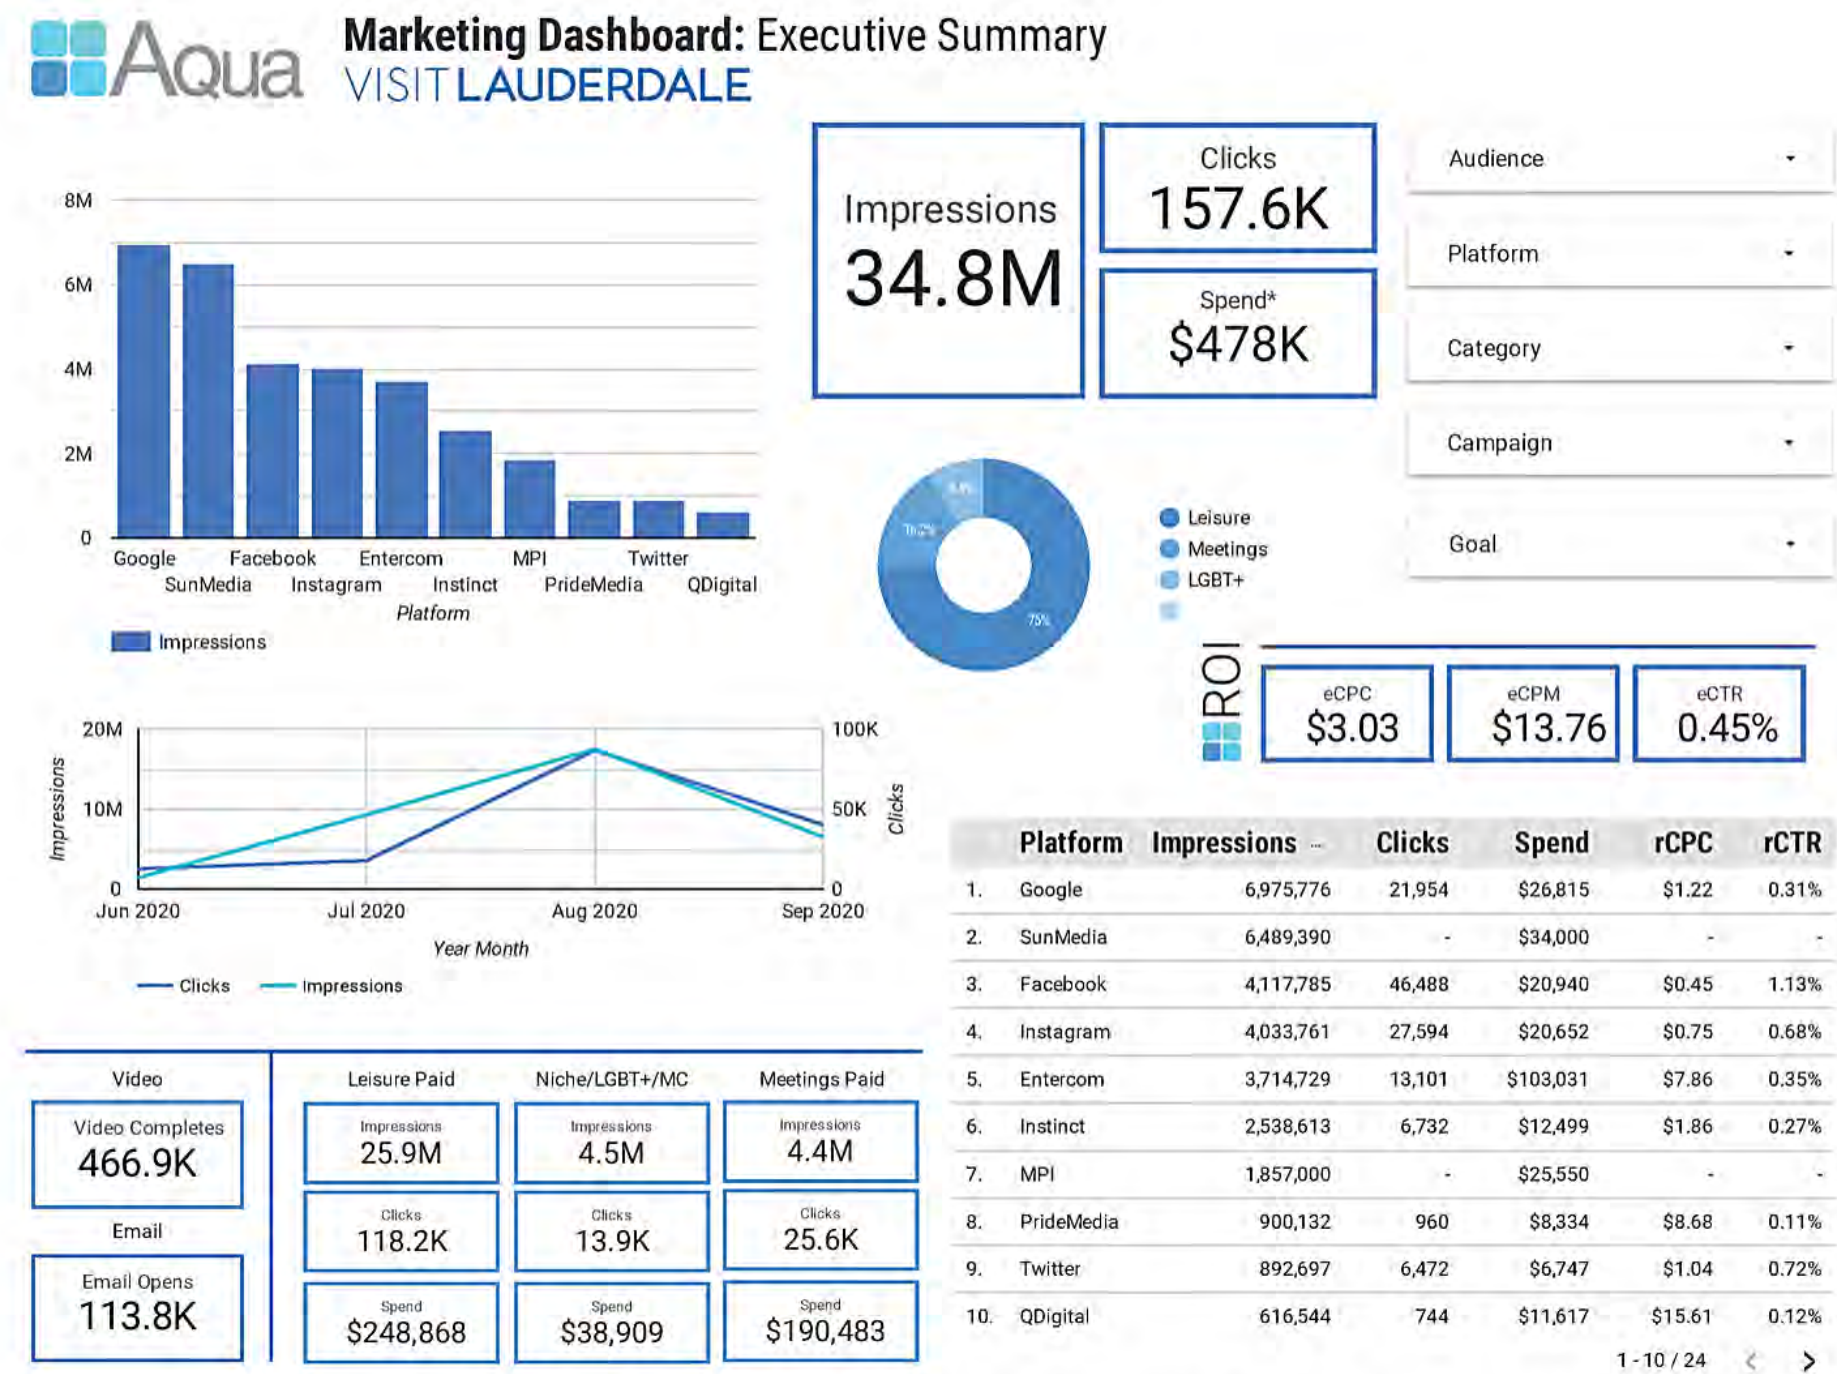 Aqua
Marketing Dashboard: Executive Summary
VISIT LAUDERDALE
8M
6M
4M
2M
0
Google
Facebook
Entercom
MPI
Twitter
SunMedia
Instagram
Instinct
PrideMedia
QDigital
Platform
Impressions
Impressions
34.8M
Clicks
157.6K
Spend*
$478K
Audience
Platform
Category
Campaign
Goal
75%
Leisure
Meetings
LGBT+
ROI
eCPC
$3.03
eCPM
$13.76
eCTR
0.45%
20M
10M
0
Impressions
100K
50K
0
Clicks
Jun 2020
Jul 2020
Aug 2020
Sep 2020
Year Month
Clicks
Impressions
Video
Video Completes
466.9K
Email
Email Opens
113.8K
Leisure Paid
Impressions
25.9M
Clicks
118.2K
Spend
$248,868
Niche/LGBT+/MC
Impressions
4.5M
Clicks
13.9K
Spend
$38,909
Meetings Paid
Impressions
4.4M
Clicks
25.6K
Spend
$190,483
Platform Impressions Clicks Spend rCPC rCTR
1. Google 6,975,776 21,954 $26,815 $1.22 0.31%
2. SunMedia 6,489,390 - $34,000 - -
3. Facebook 4,117,785 46,488 $20,940 $0.45 1.13%
4. Instagram 4,033,761 27,594 $20,652 $0.75 0.68%
5. Entercom 3,714,729 13,101 $103,031 $7.86 0.35%
6. Instinct 2,538,613 6,732 $12,499 $1.86 0.27%
7. MPI 1,857,000 - $25,550 - -
8. PrideMedia 900,132 960 $8,334 $8.68 0.11%
9. Twitter 892,697 6,472 $6,747 $1.04 0.72%
10. QDigital 616,544 744 $11,617 $15.61 0.12%
1 - 10 / 24 < >